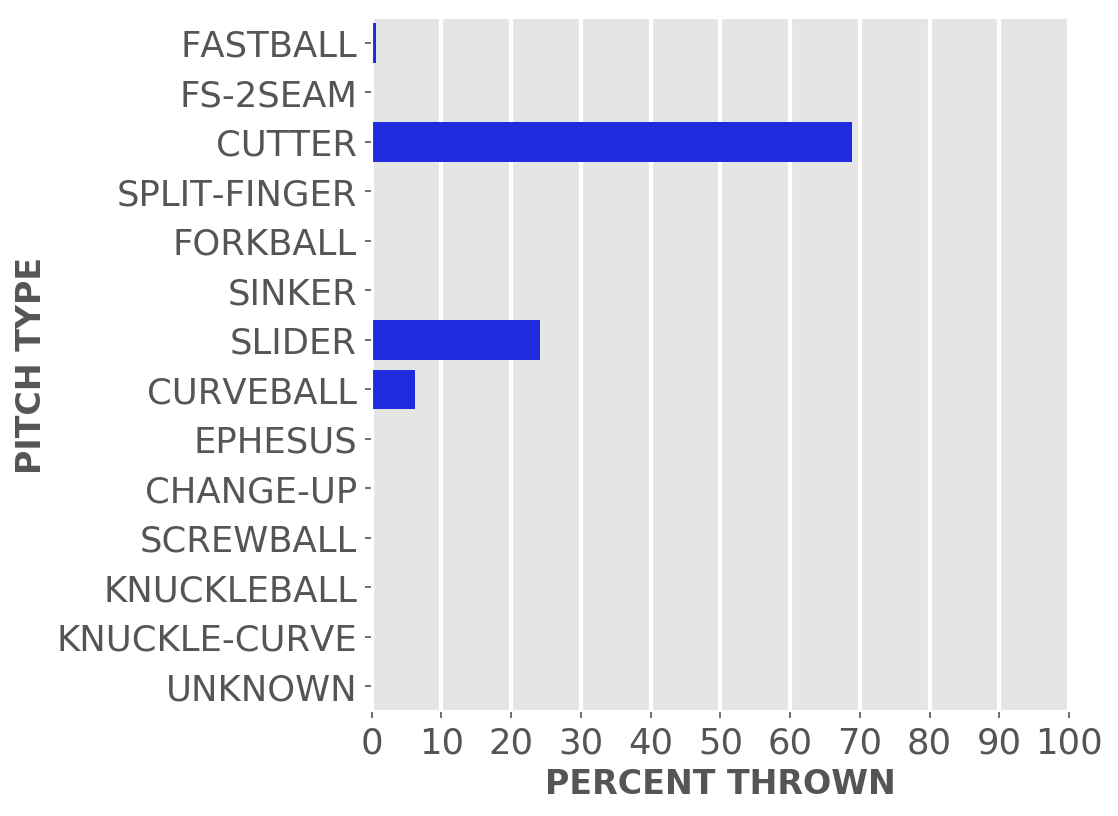 FASTBALL
FS-2SEAM
CUTTER
SPLIT-FINGER
FORKBALL
SINKER
SLIDER
CURVEBALL
EPHESUS
CHANGE-UP
SCREWBALL
KNUCKLEBALL
KNUCKLE-CURVE
UNKNOWN
PITCH TYPE
0 10 20 30 40 50 60 70 80 90 100
PERCENT THROWN